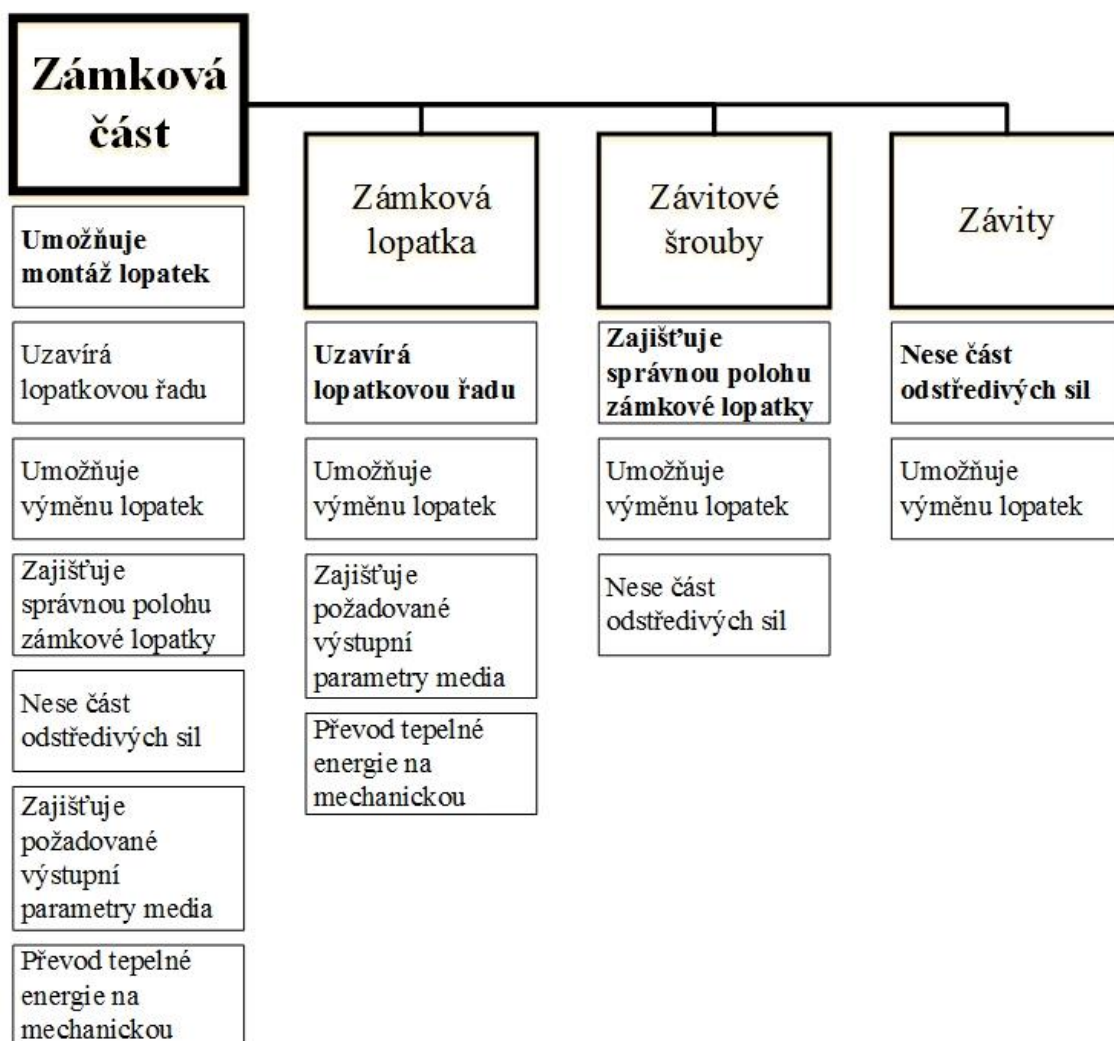 Zámková
část
Umožňuje
montáž lopatek
Uzavírá
lopatkovou řadu
Umožňuje
výměnu lopatek
Zajišťuje
správnou polohu
zámkové lopatky
Nese část
odstředivých sil
Zajišťuje
požadované
výstupní
parametry media
Převod tepelné
energie na
mechanickou
Zámková
lopatka
Uzavírá
lopatkovou řadu
Umožňuje
výměnu lopatek
Zajišťuje
požadované
výstupní
parametry media
Převod tepelné
energie na
mechanickou
Závitové
šrouby
Zajišťuje
správnou polohu
zámkové lopatky
Umožňuje
výměnu lopatek
Nese část
odstředivých sil
Závity
Nese část
odstředivých sil
Umožňuje
výměnu lopatek